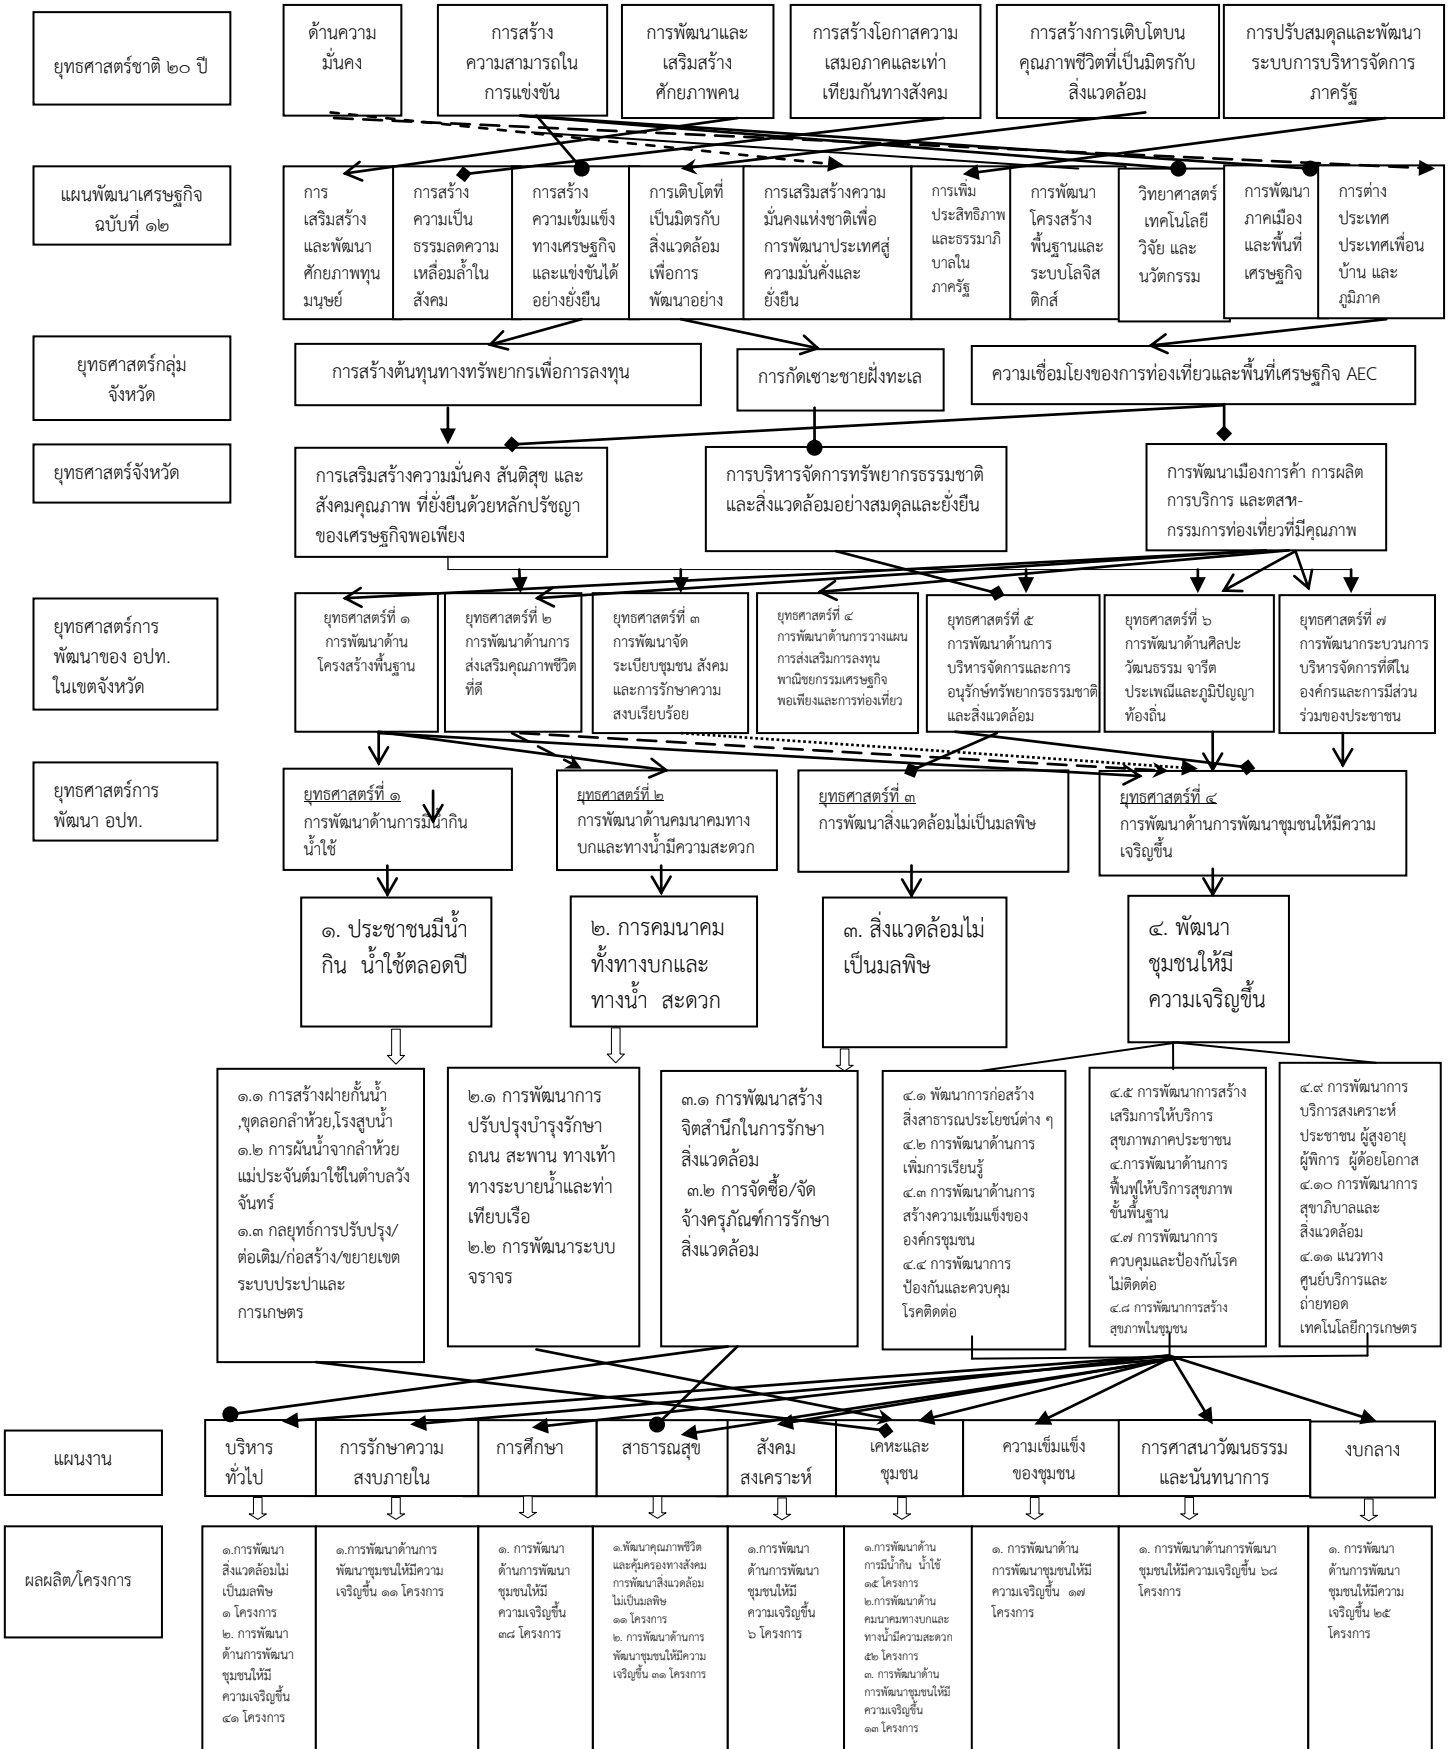 ยุทธศาสตร์ชาติ ๒๐ ปี
ด้านความ
มั่นคง
การสร้าง
ความสามารถใน
การแข่งขัน
การพัฒนาและ
เสริมสร้าง
ศักยภาพคน
การสร้างโอกาสความ
เสมอภาคและเท่า
เทียมกันทางสังคม
การสร้างการเติบโตบน
คุณภาพชีวิตที่เป็นมิตรกับ
สิ่งแวดล้อม
การปรับสมดุลและพัฒนา
ระบบการบริหารจัดการ
ภาครัฐ
แผนพัฒนาเศรษฐกิจ
ฉบับที่ ๑๒
การ
เสริมสร้าง
และพัฒนา
ศักยภาพทุน
มนุษย์
การสร้าง
ความเป็น
ธรรมลดความ
เหลื่อมล้ำใน
สังคม
การสร้าง
ความเข้มแข็ง
ทางเศรษฐกิจ
และแข่งขันได้
อย่างยั่งยืน
การเติบโตที่
เป็นมิตรกับ
สิ่งแวดล้อม
เพื่อการ
พัฒนาอย่าง
การเสริมสร้างความ
มั่นคงแห่งชาติเพื่อ
การพัฒนาประเทศสู่
ความมั่นคั่งและ
ยั่งยืน
การเพิ่ม
ประสิทธิภาพ
และธรรมาภิ
บาลใน
ภาครัฐ
การพัฒนา
โครงสร้าง
พื้นฐานและ
ระบบโลจิส
ติกส์
วิทยาศาสตร์
เทคโนโลยี
วิจัย และ
นวัตกรรม
การพัฒนา
ภาคเมือง
และพื้นที่
เศรษฐกิจ
การต่าง
ประเทศ
ประเทศเพื่อน
บ้าน และ
ภูมิภาค
ยุทธศาสตร์กลุ่ม
จังหวัด
การสร้างต้นทุนทางทรัพยากรเพื่อการลงทุน
การกัดเซาะชายฝั่งทะเล
ความเชื่อมโยงของการท่องเที่ยวและพื้นที่เศรษฐกิจ AEC
ยุทธศาสตร์จังหวัด
การเสริมสร้างความมั่นคง สันติสุข และ
สังคมคุณภาพ ที่ยั่งยืนด้วยหลักปรัชญา
ของเศรษฐกิจพอเพียง
การบริหารจัดการทรัพยากรธรรมชาติ
และสิ่งแวดล้อมอย่างสมดุลและยั่งยืน
การพัฒนาเมืองการค้า การผลิต
การบริการ และตสาห-
กรรมการท่องเที่ยวที่มีคุณภาพ
ยุทธศาสตร์การ
พัฒนาของ อปท.
ในเขตจังหวัด
ยุทธศาสตร์ที่ ๑
การพัฒนาด้าน
โครงสร้างพื้นฐาน
ยุทธศาสตร์ที่ ๒
การพัฒนาด้านการ
ส่งเสริมคุณภาพชีวิต
ที่ดี
ยุทธศาสตร์ที่ ๓
การพัฒนาจัด
ระเบียบชุมชน สังคม
และการรักษาความ
สงบเรียบร้อย
ยุทธศาสตร์ที่ ๔
การพัฒนาด้านการวางแผน
การส่งเสริมการลงทุน
พาณิชยกรรมเศรษฐกิจ
พอเพียงและการท่องเที่ยว
ยุทธศาสตร์ที่ ๕
การพัฒนาด้านการ
บริหารจัดการและการ
อนุรักษ์ทรัพยากรธรรมชาติ
และสิ่งแวดล้อม
ยุทธศาสตร์ที่ ๖
การพัฒนาด้านศิลปะ
วัฒนธรรม จารีต
ประเพณีและภูมิปัญญา
ท้องถิ่น
ยุทธศาสตร์ที่ ๗
การพัฒนากระบวนการ
บริหารจัดการที่ดีใน
องค์กรและการมีส่วน
ร่วมของประชาชน
ยุทธศาสตร์การ
พัฒนา อปท.
ยุทธศาสตร์ที่ ๑
การพัฒนาด้านการมีน้ำกิน
น้ำใช้
ยุทธศาสตร์ที่ ๒
การพัฒนาด้านคมนาคมทาง
บกและทางน้ำมีความสะดวก
ยุทธศาสตร์ที่ ๓
การพัฒนาสิ่งแวดล้อมไม่เป็นมลพิษ
ยุทธศาสตร์ที่ ๔
การพัฒนาด้านการพัฒนาชุมชนให้มีความ
เจริญขึ้น
๑. ประชาชนมีน้ำ
กิน น้ำใช้ตลอดปี
๒. การคมนาคม
ทั้งทางบกและ
ทางน้ำ สะดวก
๓. สิ่งแวดล้อมไม่
เป็นมลพิษ
๔. พัฒนา
ชุมชนให้มี
ความเจริญขึ้น
๑.๑ การสร้างฝายกั้นน้ำ
,ขุดลอกลำห้วย,โรงสูบน้ำ
๑.๒ การผันน้ำจากลำห้วย
แม่ประจันต์มาใช้ในตำบลวัง
จันทร์
๑.๓ กลยุทธ์การปรับปรุง/
ต่อเติม/ก่อสร้าง/ขยายเขต
ระบบประปาและ
การเกษตร
๒.๑ การพัฒนาการ
ปรับปรุงบำรุงรักษา
ถนน สะพาน ทางเท้า
ทางระบายน้ำและท่า
เทียบเรือ
๒.๒ การพัฒนาระบบ
จราจร
๓.๑ การพัฒนาสร้าง
จิตสำนึกในการรักษา
สิ่งแวดล้อม
๓.๒ การจัดซื้อ/จัด
จ้างครุภัณฑ์การรักษา
สิ่งแวดล้อม
๔.๑ พัฒนาการก่อสร้าง
สิ่งสาธารณประโยชน์ต่าง ๆ
๔.๒ การพัฒนาด้านการ
เพิ่มการเรียนรู้
๔.๓ การพัฒนาด้านการ
สร้างความเข้มแข็งของ
องค์กรชุมชน
๔.๔ การพัฒนาการ
ป้องกันและควบคุม
โรคติดต่อ
๔.๕ การพัฒนาการสร้าง
เสริมการให้บริการ
สุขภาพภาคประชาชน
๔.การพัฒนาด้านการ
ฟื้นฟูให้บริการสุขภาพ
ขั้นพื้นฐาน
๔.๗ การพัฒนาการ
ควบคุมและป้องกันโรค
ไม่ติดต่อ
๔.๘ การพัฒนาการสร้าง
สุขภาพในชุมชน
๔.๙ การพัฒนาการ
บริการสงเคราะห์
ประชาชน ผู้สูงอายุ
ผู้พิการ ผู้ด้อยโอกาส
๔.๑๐ การพัฒนาการ
สุขาภิบาลและ
สิ่งแวดล้อม
๔.๑๑ แนวทาง
ศูนย์บริการและ
ถ่ายทอด
เทคโนโลยีการเกษตร
แผนงาน
บริหาร
ทั่วไป
การรักษาความ
สงบภายใน
การศึกษา
สาธารณสุข
สังคม
สงเคราะห์
เคหะและ
ชุมชน
ความเข้มแข็ง
ของชุมชน
การศาสนาวัฒนธรรม
และนันทนาการ
งบกลาง
ผลผลิต/โครงการ
๑.การพัฒนา
สิ่งแวดล้อมไม่
เป็นมลพิษ
๑ โครงการ
๒. การพัฒนา
ด้านการพัฒนา
ชุมชนให้มี
ความเจริญขึ้น
๔๑ โครงการ
๑.การพัฒนาด้านการ
พัฒนาชุมชนให้มีความ
เจริญขึ้น ๑๑ โครงการ
๑. การพัฒนา
ด้านการพัฒนา
ชุมชนให้มี
ความเจริญขึ้น
๓๘ โครงการ
๑.พัฒนาคุณภาพชีวิต
และคุ้มครองทางสังคม
การพัฒนาสิ่งแวดล้อม
ไม่เป็นมลพิษ
๑๑ โครงการ
๒. การพัฒนาด้านการ
พัฒนาชุมชนให้มีความ
เจริญขึ้น ๓๑ โครงการ
๑.การพัฒนา
ด้านการพัฒนา
ชุมชนให้มี
ความเจริญขึ้น
๖ โครงการ
๑.การพัฒนาด้าน
การมีน้ำกิน น้ำใช้
๑๕ โครงการ
๒.การพัฒนาด้าน
คมนาคมทางบกและ
ทางน้ำมีความสะดวก
๕๒ โครงการ
๓. การพัฒนาด้าน
การพัฒนาชุมชนให้มี
ความเจริญขึ้น
๑๓ โครงการ
๑. การพัฒนาด้าน
การพัฒนาชุมชนให้มี
ความเจริญขึ้น ๑๗
โครงการ
๑. การพัฒนาด้านการพัฒนา
ชุมชนให้มีความเจริญขึ้น ๖๘
โครงการ
๑. การพัฒนา
ด้านการพัฒนา
ชุมชนให้มีความ
เจริญขึ้น ๒๕
โครงการ